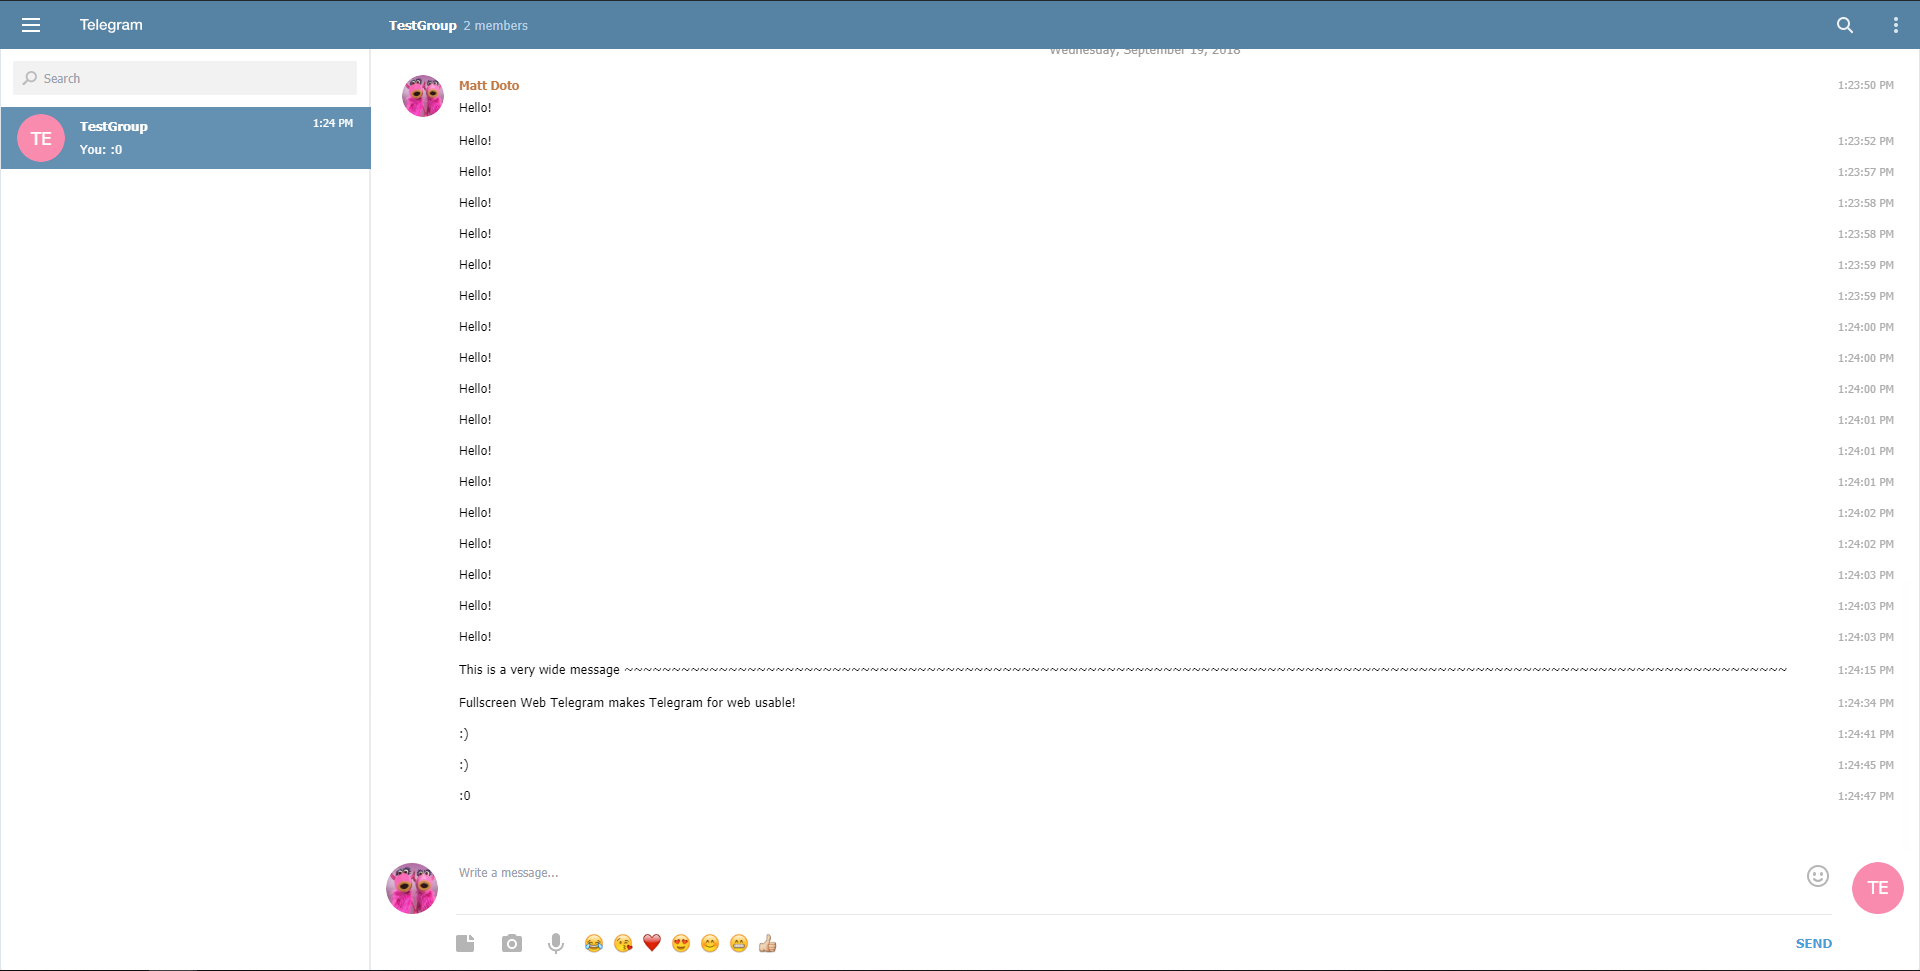 Telegram
TestGroup 2 members
Search
TE
TestGroup 1:24 PM
You: :0
Wednesday, September 19, 2018
Matt Doto 1:23:50 PM
Hello!
Hello! 1:23:52 PM
Hello! 1:23:57 PM
Hello! 1:23:58 PM
Hello! 1:23:58 PM
Hello! 1:23:59 PM
Hello! 1:23:59 PM
Hello! 1:24:00 PM
Hello! 1:24:00 PM
Hello! 1:24:00 PM
Hello! 1:24:01 PM
Hello! 1:24:01 PM
Hello! 1:24:01 PM
Hello! 1:24:02 PM
Hello! 1:24:02 PM
Hello! 1:24:03 PM
Hello! 1:24:03 PM
Hello! 1:24:03 PM
This is a very wide message ~~~~~~~~~~~~~~~~~~~~~~~~~~~~~~~~~~~~~~~~~~~~~~~~~~~~~~~~~~~~~~~~~~~~~~~~~~~~~~~~~~~~~~~~~~~~~~~~~~~~~~~~~~~~~~~~~~~~~~~~~~~~ 1:24:15 PM
Fullscreen Web Telegram makes Telegram for web usable! 1:24:34 PM
:) 1:24:41 PM
:) 1:24:45 PM
:0 1:24:47 PM
Write a message...
TE
SEND